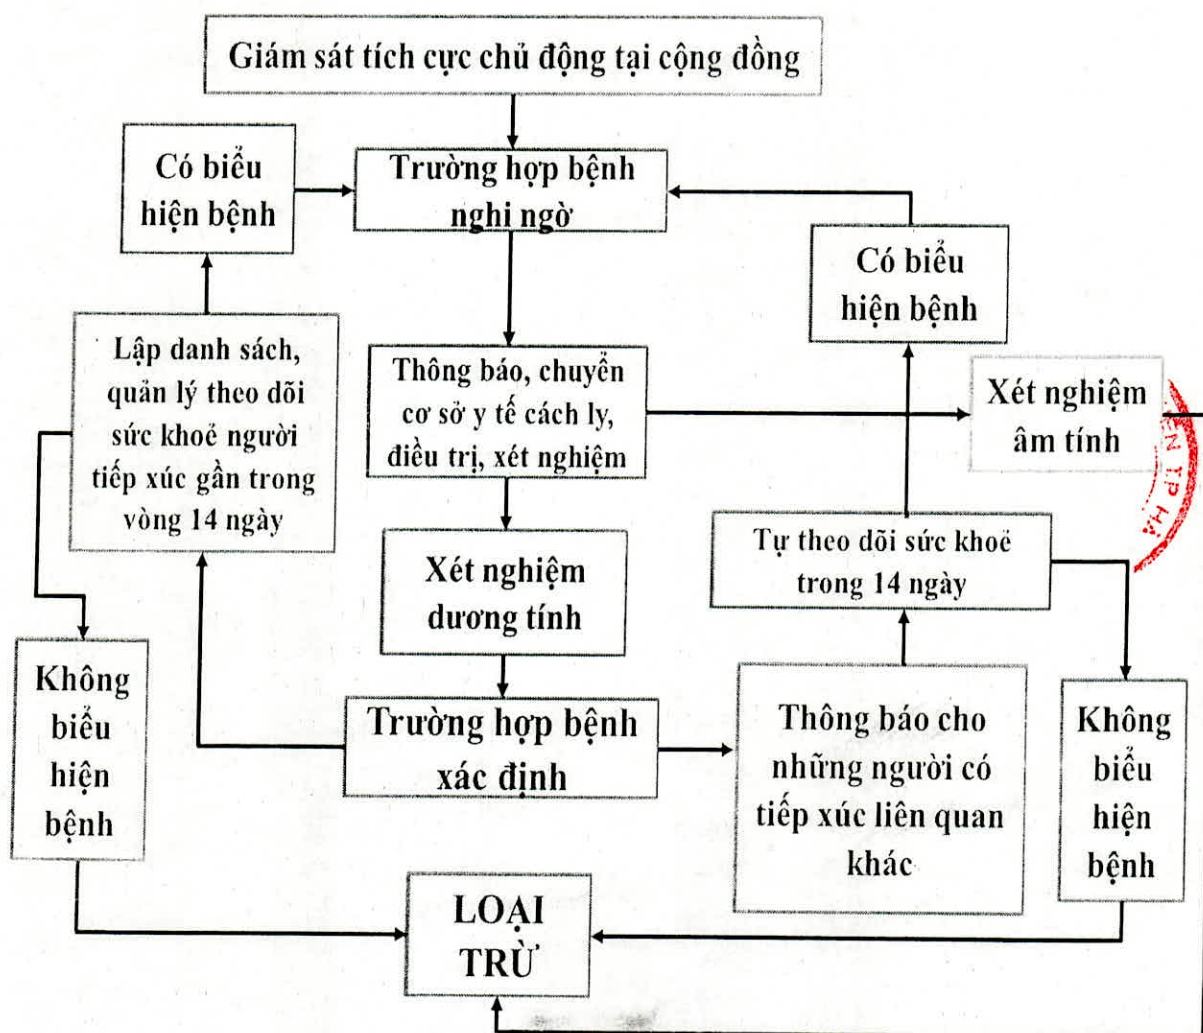 Giám sát tích cực chủ động tại cộng đồng
Có biểu
hiện bệnh
Trường hợp bệnh
nghi ngờ
Có biểu
hiện bệnh
Lập danh sách,
quản lý theo dõi
sức khoẻ người
tiếp xúc gần trong
vòng 14 ngày
Thông báo, chuyển
cơ sở y tế cách ly,
điều trị, xét nghiệm
Xét nghiệm
âm tính
Xét nghiệm
dương tính
Tự theo dõi sức khoẻ
trong 14 ngày
Không
biểu
hiện
bệnh
Trường hợp bệnh
xác định
Thông báo cho
những người có
tiếp xúc liên quan
khác
Không
biểu
hiện
bệnh
LOẠI
TRỪ